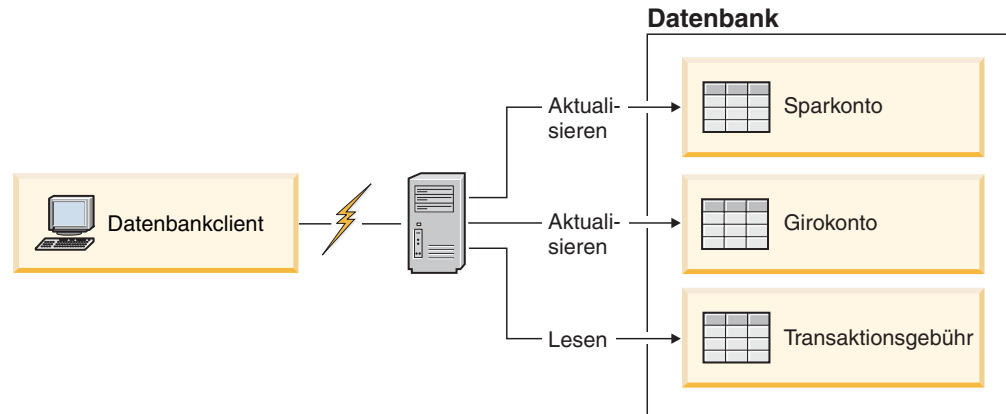 Datenbank
Aktuali-
sieren
Sparkonto
Datenbankclient
Aktuali-
sieren
Girokonto
Lesen
Transaktionsgebühr